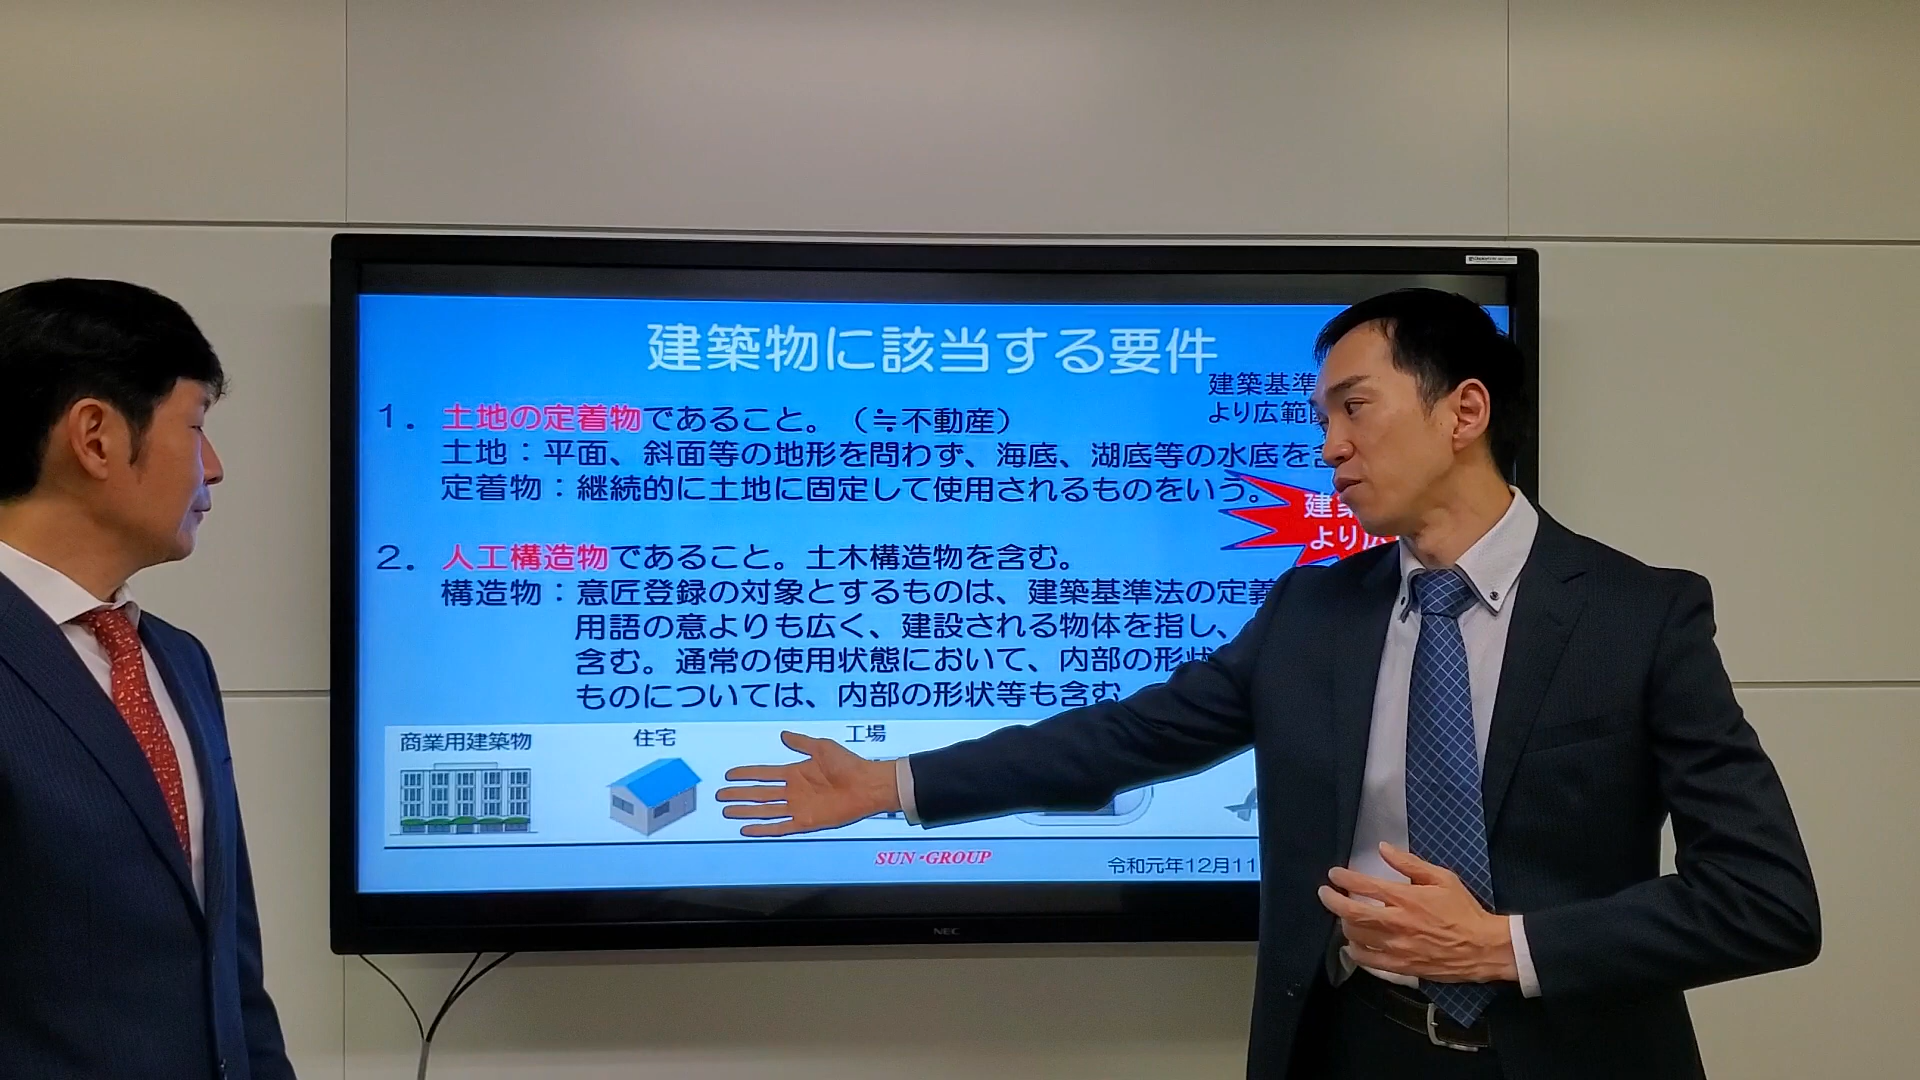 建築物に該当する要件
建築基準
より広範
1. 土地の定着物であること。（≒不動産）
土地：平面、斜面等の地形を問わず、海底、湖底等の水底を
定着物：継続的に土地に固定して使用されるものをいう。
建
より広
2. 人工構造物であること。土木構造物を含む。
構造物：意匠登録の対象とするものは、建築基準法の定義
用語の意よりも広く、建設される物体を指し、
含む。通常の使用状態において、内部の形状
ものについては、内部の形状等も含む
商業用建築物
住宅
工場
SUN・GROUP
令和元年12月11
NEC